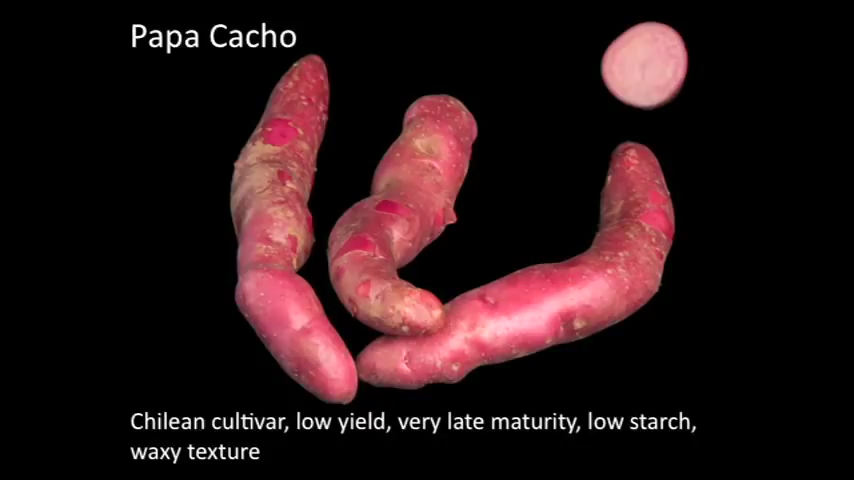 Papa Cacho
Chilean cultivar, low yield, very late maturity, low starch,
waxy texture